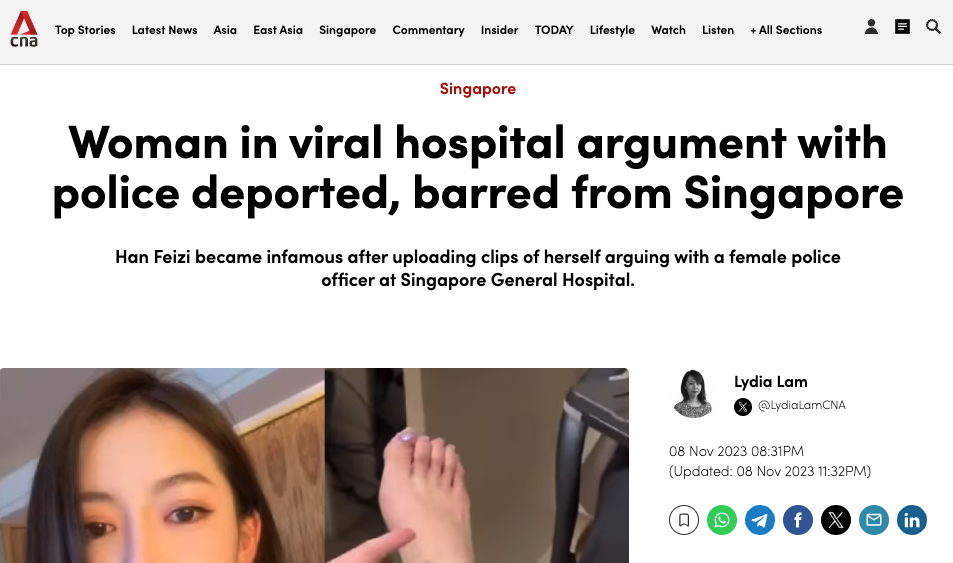 cna
Top Stories Latest News Asia East Asia Singapore Commentary Insider TODAY Lifestyle Watch Listen + All Sections
Singapore
Woman in viral hospital argument with
police deported, barred from Singapore
Han Feizi became infamous after uploading clips of herself arguing with a female police
officer at Singapore General Hospital.
Lydia Lam
@LydiaLamCNA
08 Nov 2023 08:31PM
(Updated: 08 Nov 2023 11:32PM)